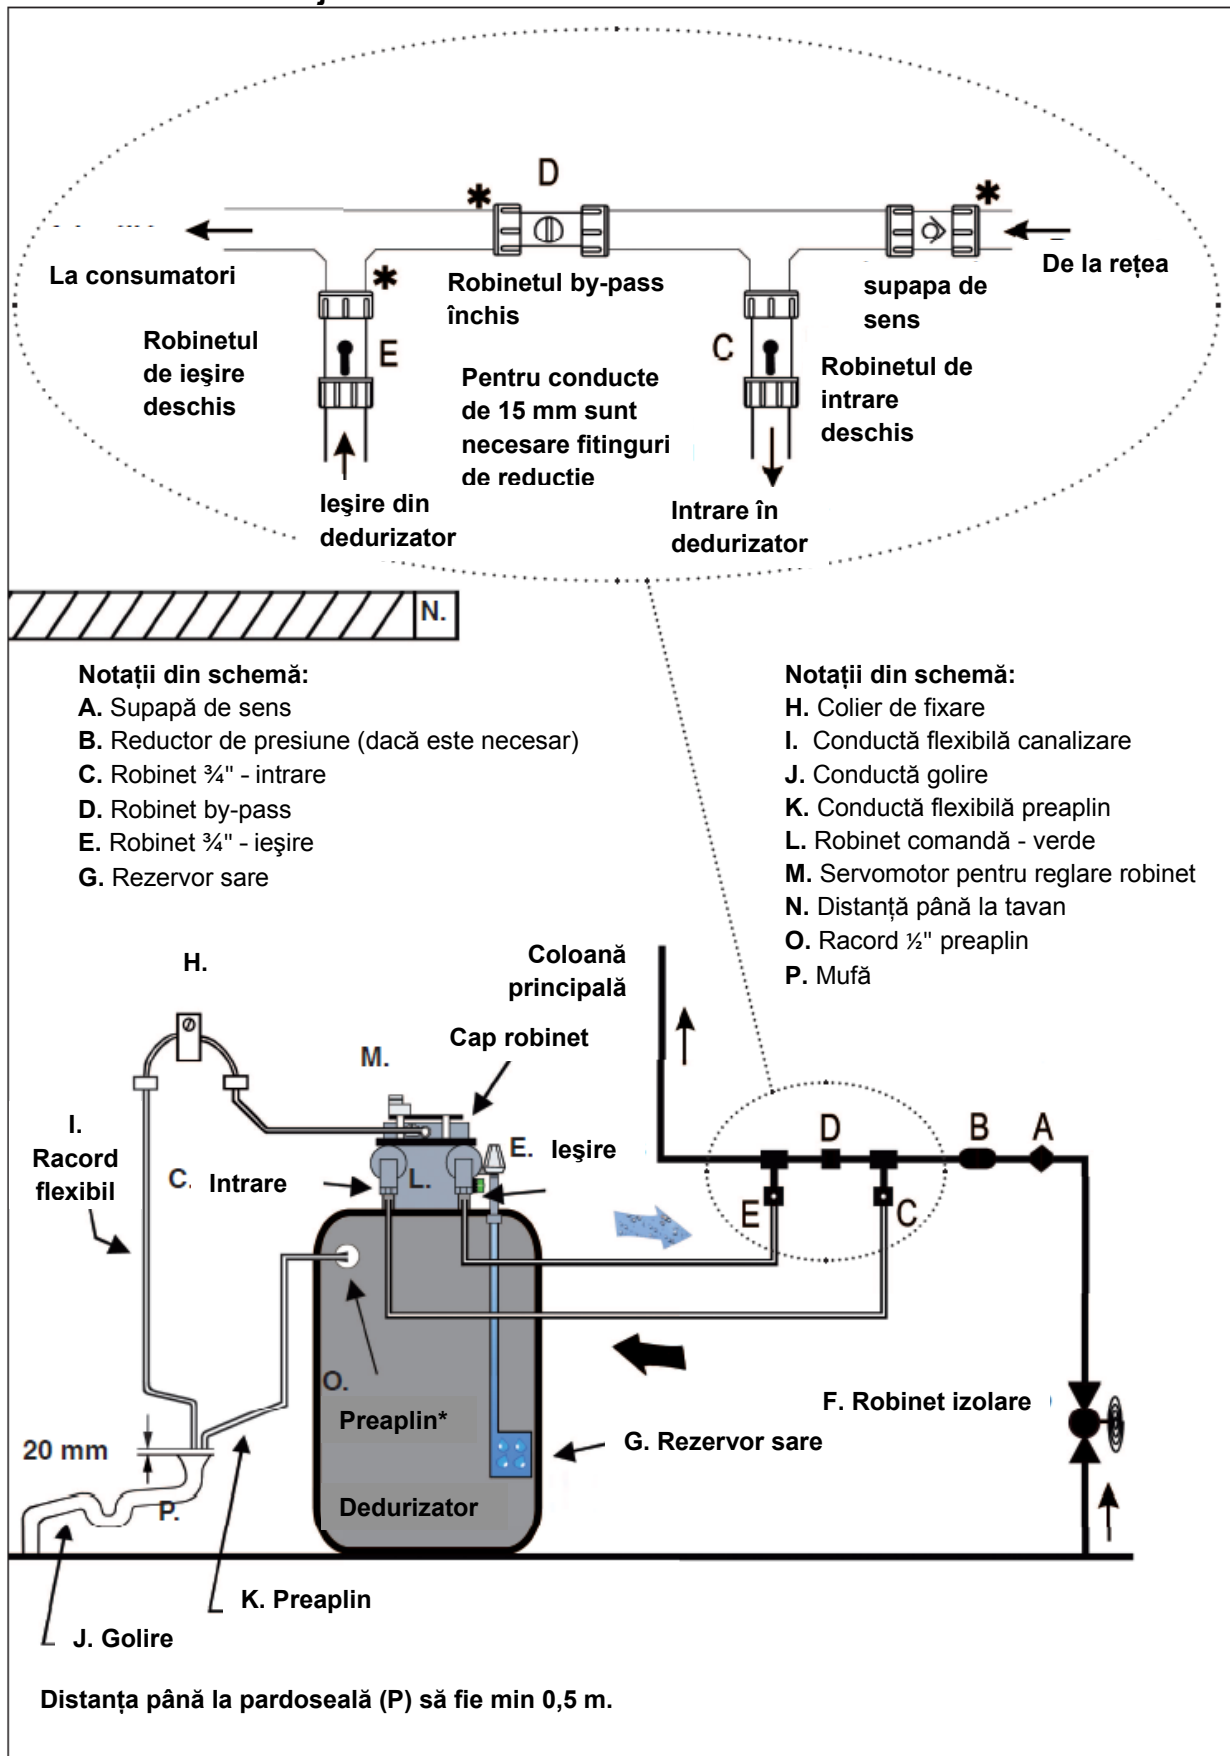 D
La consumatori
Robinetul by-pass
închis
supapa de
sens
De la rețea
Robinetul
de ieşire
deschis
E
Pentru conducte
de 15 mm sunt
necesare fitinguri
de reductie
C
Robinetul de
intrare
deschis
Ieşire din
dedurizator
Intrare în
dedurizator
N.
Notații din schemă:
A. Supapă de sens
B. Reductor de presiune (dacă este necesar)
C. Robinet ¾" - intrare
D. Robinet by-pass
E. Robinet ¾" - ieşire
G. Rezervor sare
Notații din schemă:
H. Colier de fixare
I. Conductă flexibilă canalizare
J. Conductă golire
K. Conductă flexibilă preaplin
L. Robinet comandă - verde
M. Servomotor pentru reglare robinet
N. Distanță până la tavan
O. Racord ½" preaplin
P. Mufă
H.
Coloană
principală
Cap robinet
M.
I.
Racord
flexibil
C. Intrare
L.
E. Ieşire
D
B
A
E
C
O.
Preaplin*
Dedurizator
F. Robinet izolare
G. Rezervor sare
20 mm
P.
K. Preaplin
J. Golire
Distanța până la pardoseală (P) să fie min 0,5 m.